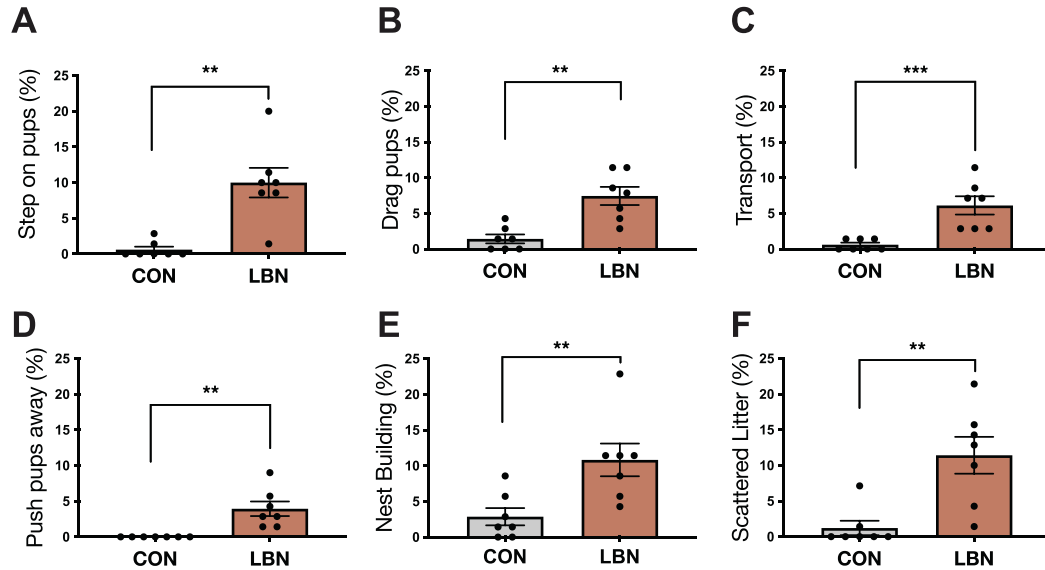 A
Step on pups (%)
25
20
15
10
5
0
**
CON
LBN
B
Drag pups (%)
25
20
15
10
5
0
**
CON
LBN
C
Transport (%)
25
20
15
10
5
0
***
CON
LBN
D
Push pups away (%)
25
20
15
10
5
0
**
CON
LBN
E
Nest Building (%)
25
20
15
10
5
0
**
CON
LBN
F
Scattered Litter (%)
25
20
15
10
5
0
**
CON
LBN